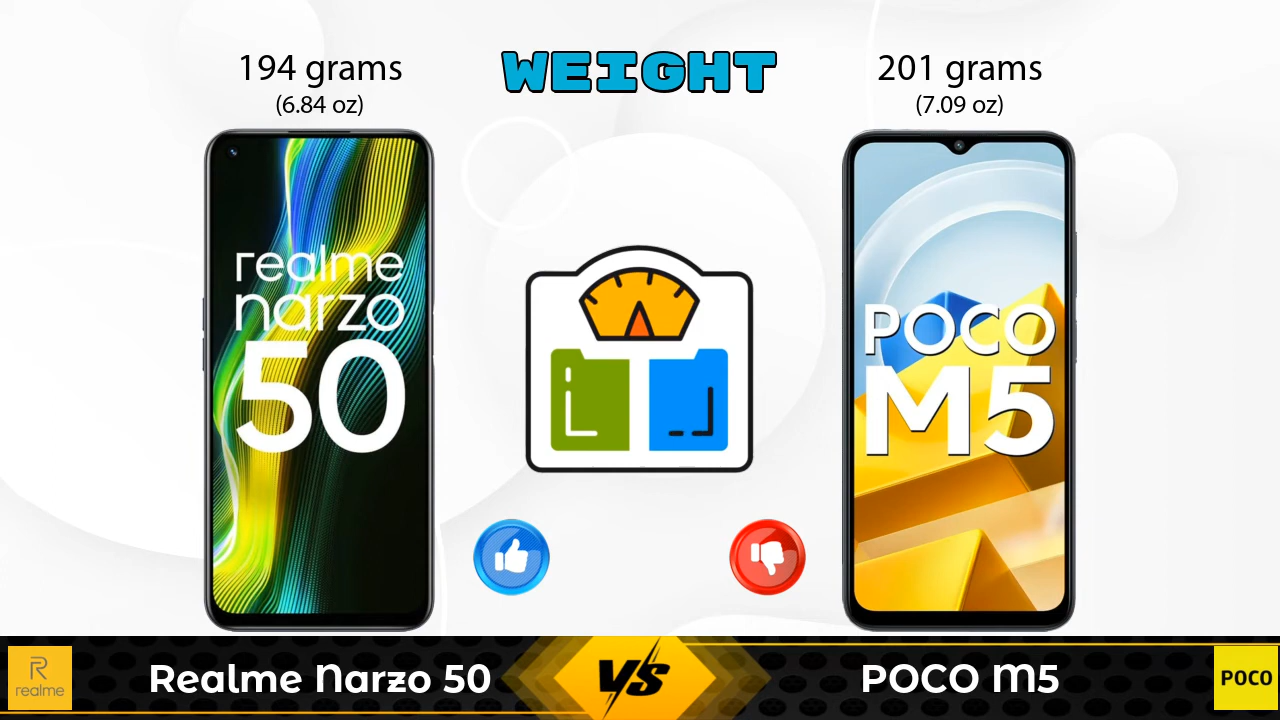 WEIGHT
194 grams
(6.84 oz)
201 grams
(7.09 oz)
realme
narzo
50
POCO
M5
R
realme
Realme Narzo 50
VS
POCO M5
POCO